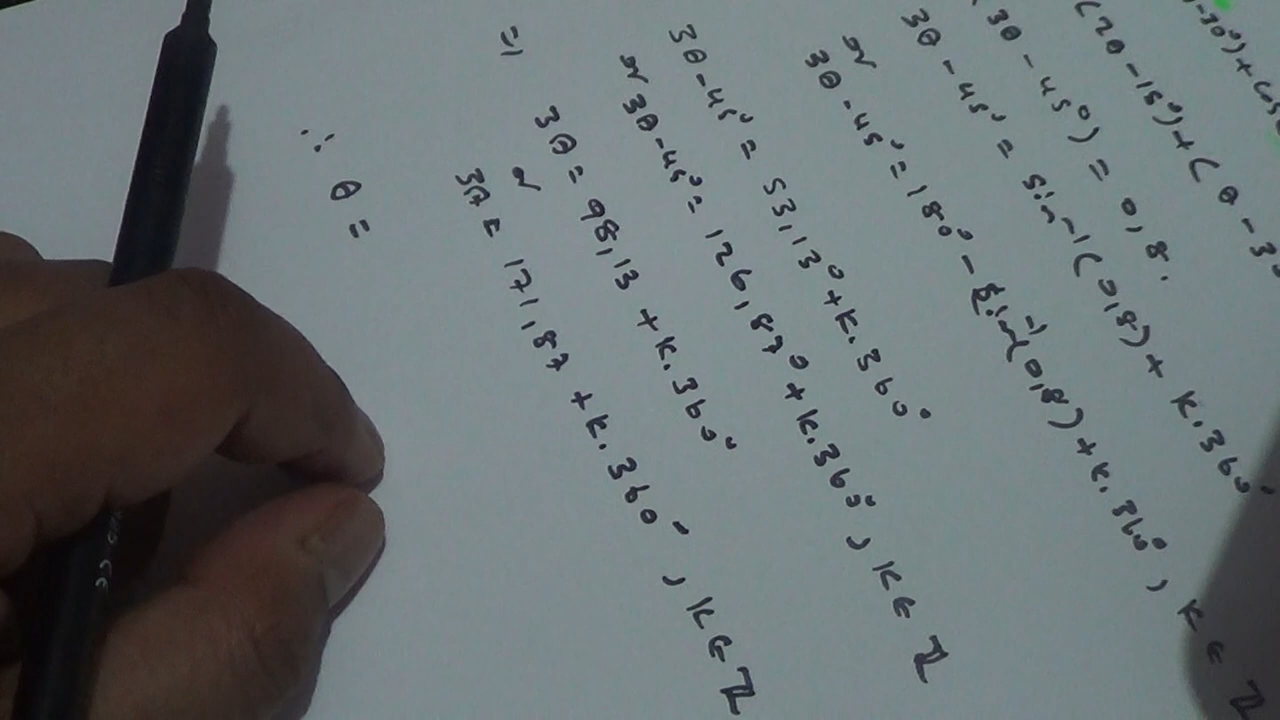 -30°) + cos
(2θ - 15°) + (θ - 3
3θ - 45°) = 0,8.
3θ - 45° = sin-1(0,8) + k.360°
or
3θ - 45° = 180° - sin-1(0,8) + k.360°, k ∈ Z
3θ - 45° = 53,13° + k.360°
or 3θ - 45° = 126,87° + k.360°, k ∈ Z
=)
3θ = 98,13 + k.360°
or
3θ = 171,87 + k.360°, k ∈ Z
∴ θ =